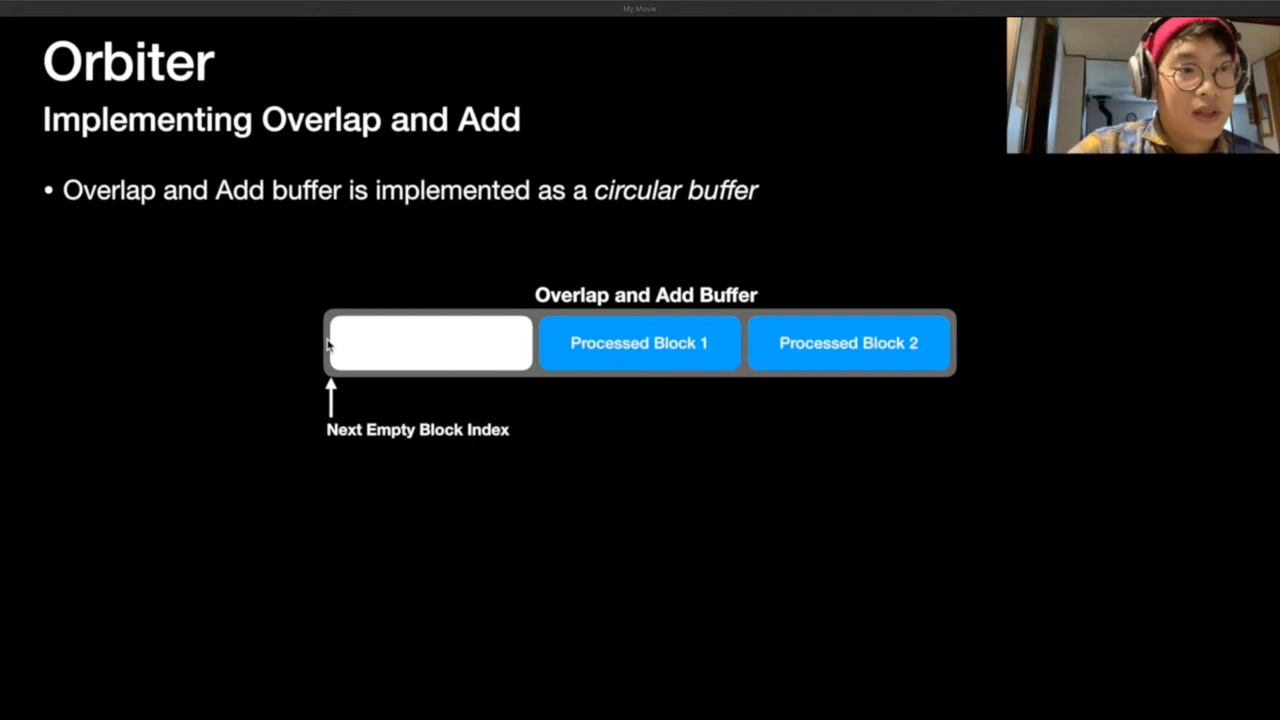 My Movie
Orbiter
Implementing Overlap and Add
• Overlap and Add buffer is implemented as a circular buffer
Overlap and Add Buffer
Processed Block 1
Processed Block 2
Next Empty Block Index